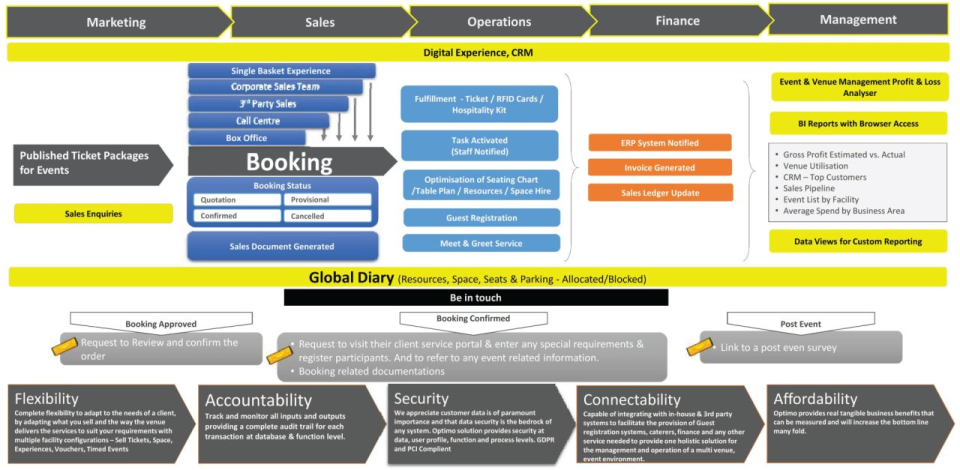 Marketing
Sales
Operations
Finance
Management
Digital Experience, CRM
Published Ticket Packages
for Events
Sales Enquiries
Single Basket Experience
Corporate Sales Team
3rd Party Sales
Call Centre
Box Office
Booking
Booking Status
Quotation
Provisional
Confirmed
Cancelled
Sales Document Generated
Fulfillment - Ticket / RFID Cards /
Hospitality Kit
Task Activated
(Staff Notified)
Optimisation of Seating Chart
/Table Plan / Resources / Space Hire
Guest Registration
Meet & Greet Service
ERP System Notified
Invoice Generated
Sales Ledger Update
Event & Venue Management Profit & Loss
Analyser
BI Reports with Browser Access
• Gross Profit Estimated vs. Actual
• Venue Utilisation
• CRM – Top Customers
• Sales Pipeline
• Event List by Facility
• Average Spend by Business Area
Data Views for Custom Reporting
Global Diary (Resources, Space, Seats & Parking - Allocated/Blocked)
Be in touch
Booking Approved
Request to Review and confirm the
order
Booking Confirmed
• Request to visit their client service portal & enter any special requirements &
register participants. And to refer to any event related information.
• Booking related documentations
Post Event
• Link to a post even survey
Flexibility
Complete flexibility to adapt to the needs of a client,
by adapting what you sell and the way the venue
delivers the services to suit your requirements with
multiple facility configurations – Sell Tickets, Space,
Experiences, Vouchers, Timed Events
Accountability
Track and monitor all inputs and outputs
providing a complete audit trail for each
transaction at database & function level.
Security
We appreciate customer data is of paramount
importance and that data security is the bedrock of
any system. Optimo solution provides security at
data, user profile, function and process levels. GDPR
and PCI Complient
Connectability
Capable of integrating with in-house & 3rd party
systems to facilitate the provision of Guest
registration systems, caterers, finance and any other
service needed to provide one holistic solution for
the management and operation of a multi venue,
event environment.
Affordability
Optimo provides real tangible business benefits that
can be measured and will increase the bottom line
many fold.